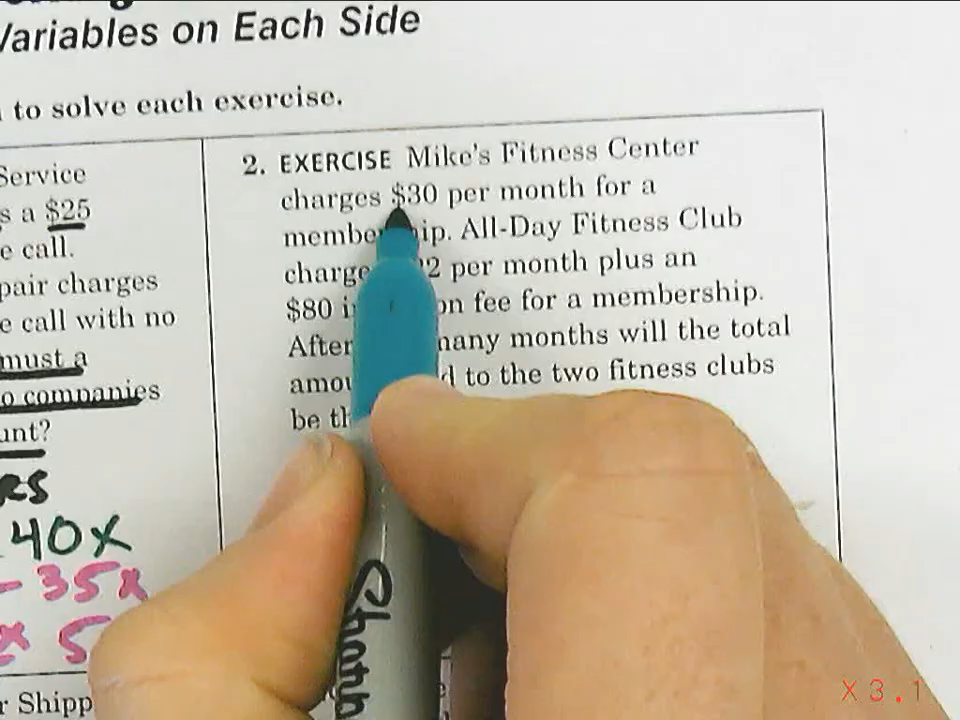 Variables on Each Side
to solve each exercise.
Service
s a $25
e call.
pair charges
e call with no
must a
o companies
unt?
RS
40x
- 35x
x 5
r Shipp
2. EXERCISE Mike's Fitness Center
charges $30 per month for a
ip. All-Day Fitness Club
2 per month plus an
$80 on fee for a membership.
After many months will the total
d to the two fitness clubs
be
x3.1